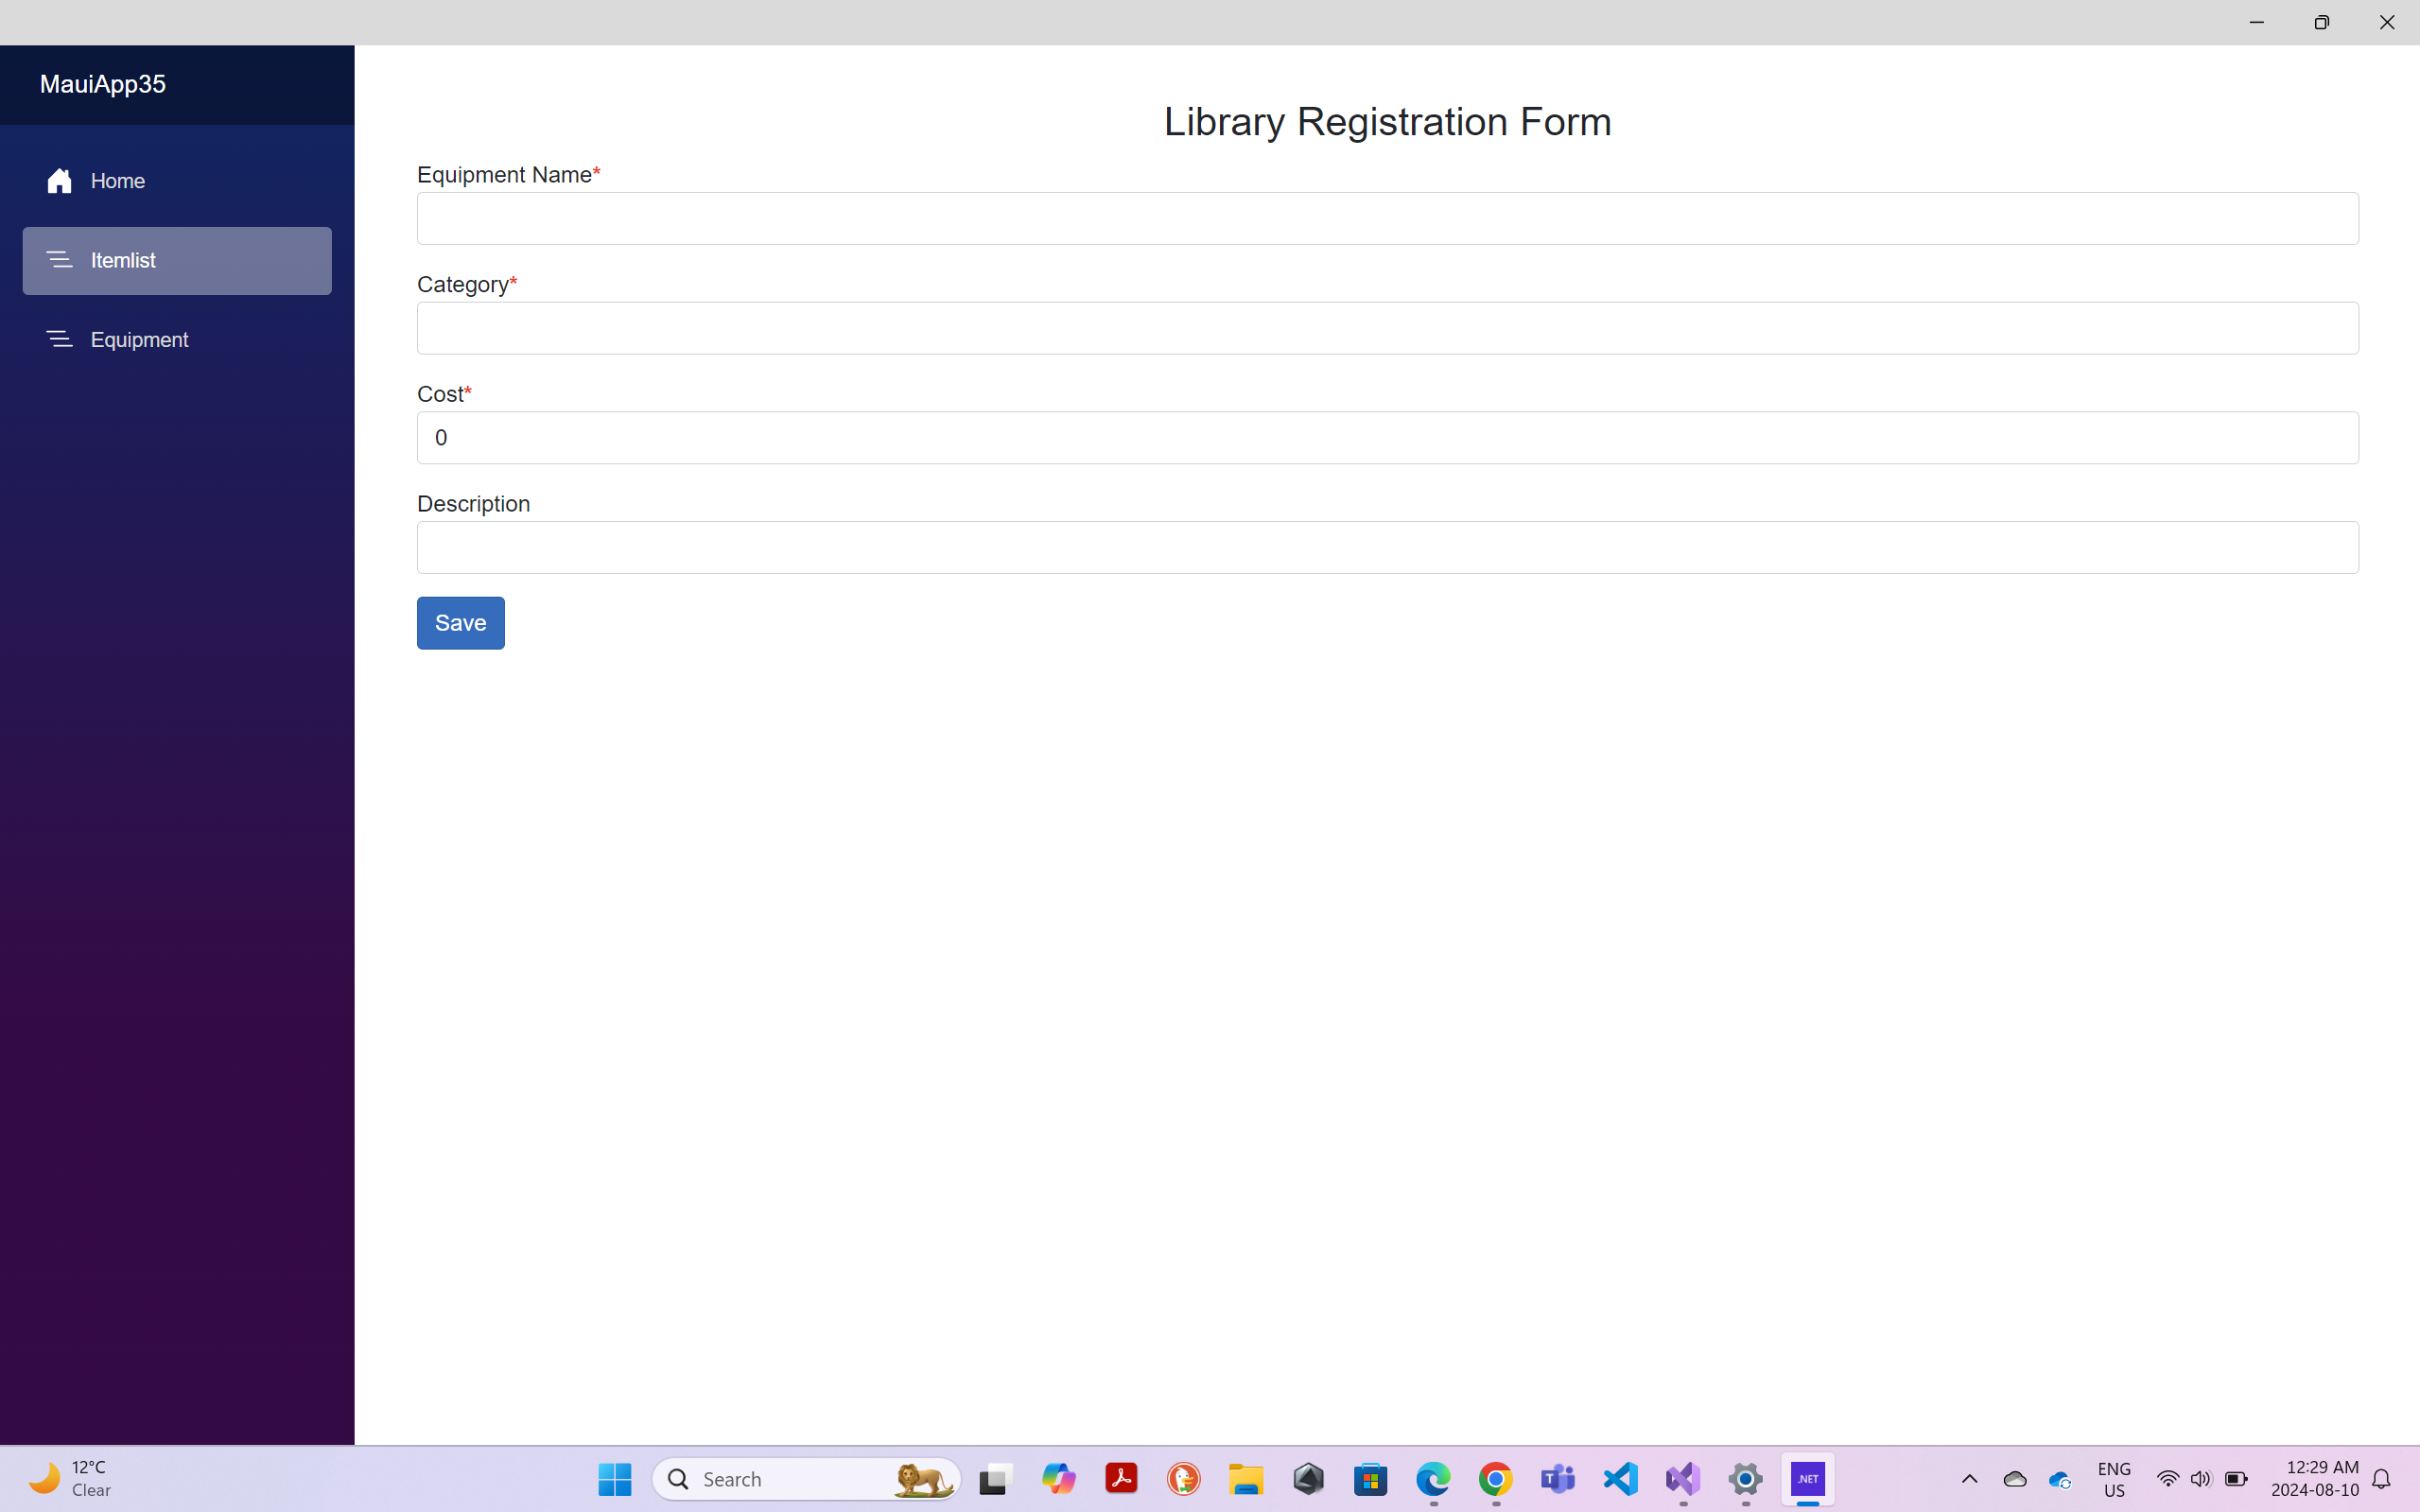 MauiApp35
Home
Itemlist
Equipment
Library Registration Form
Equipment Name*
Category*
Cost*
0
Description
Save
12°C
Clear
Search
.NET
ENG
US
12:29 AM
2024-08-10